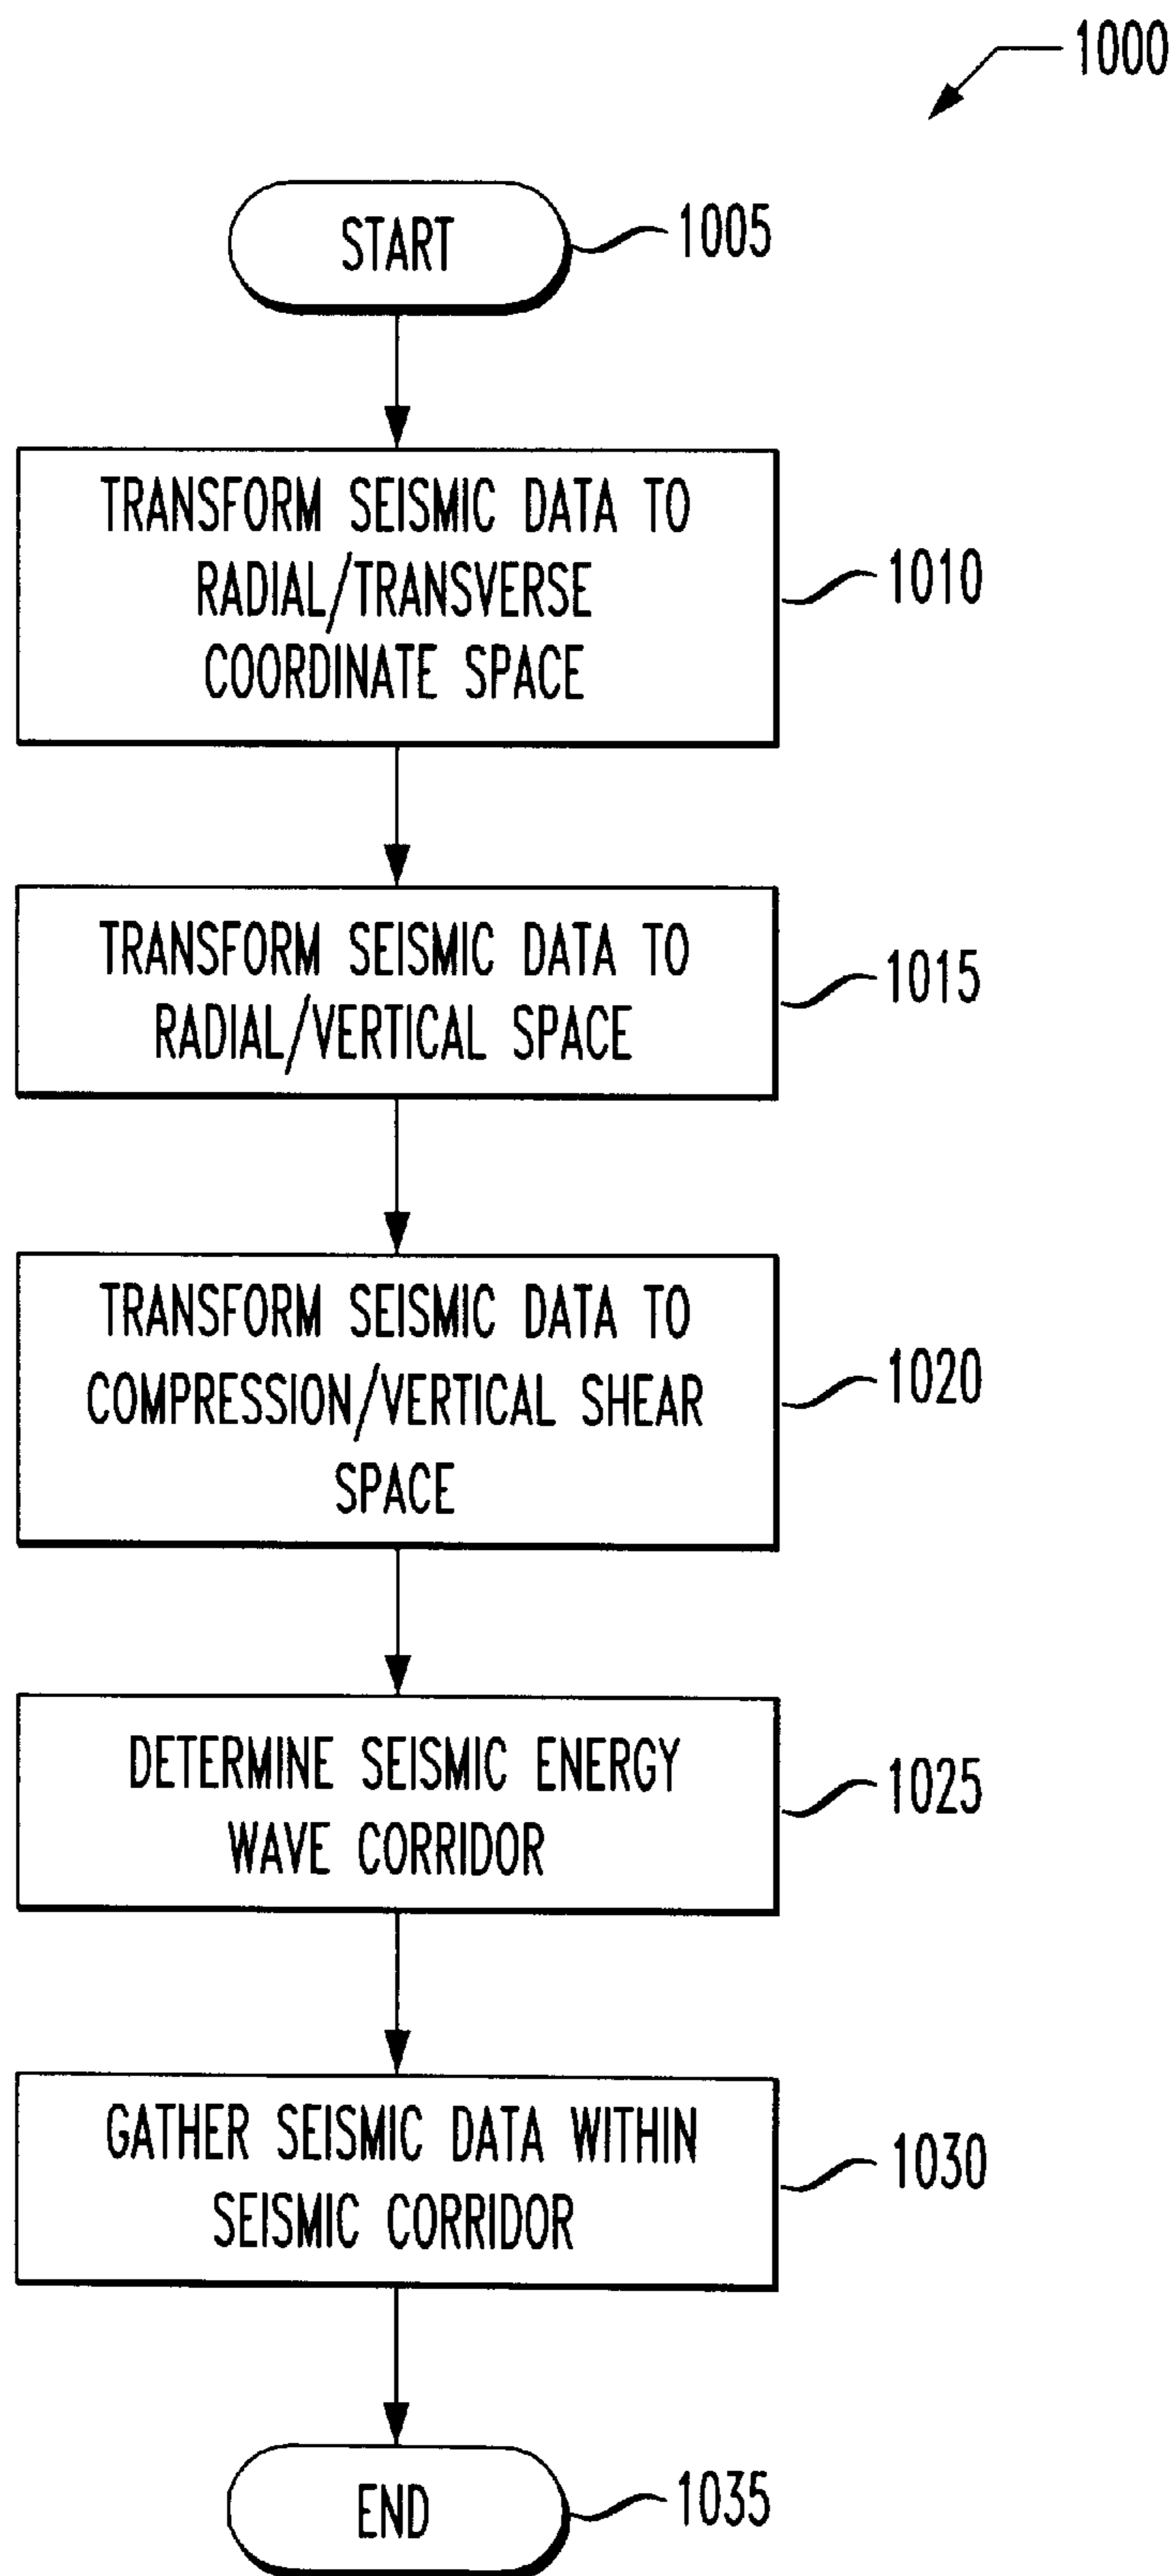 1000
START
1005
TRANSFORM SEISMIC DATA TO
RADIAL/TRANSVERSE
COORDINATE SPACE
1010
TRANSFORM SEISMIC DATA TO
RADIAL/VERTICAL SPACE
1015
TRANSFORM SEISMIC DATA TO
COMPRESSION/VERTICAL SHEAR
SPACE
1020
DETERMINE SEISMIC ENERGY
WAVE CORRIDOR
1025
GATHER SEISMIC DATA WITHIN
SEISMIC CORRIDOR
1030
END
1035